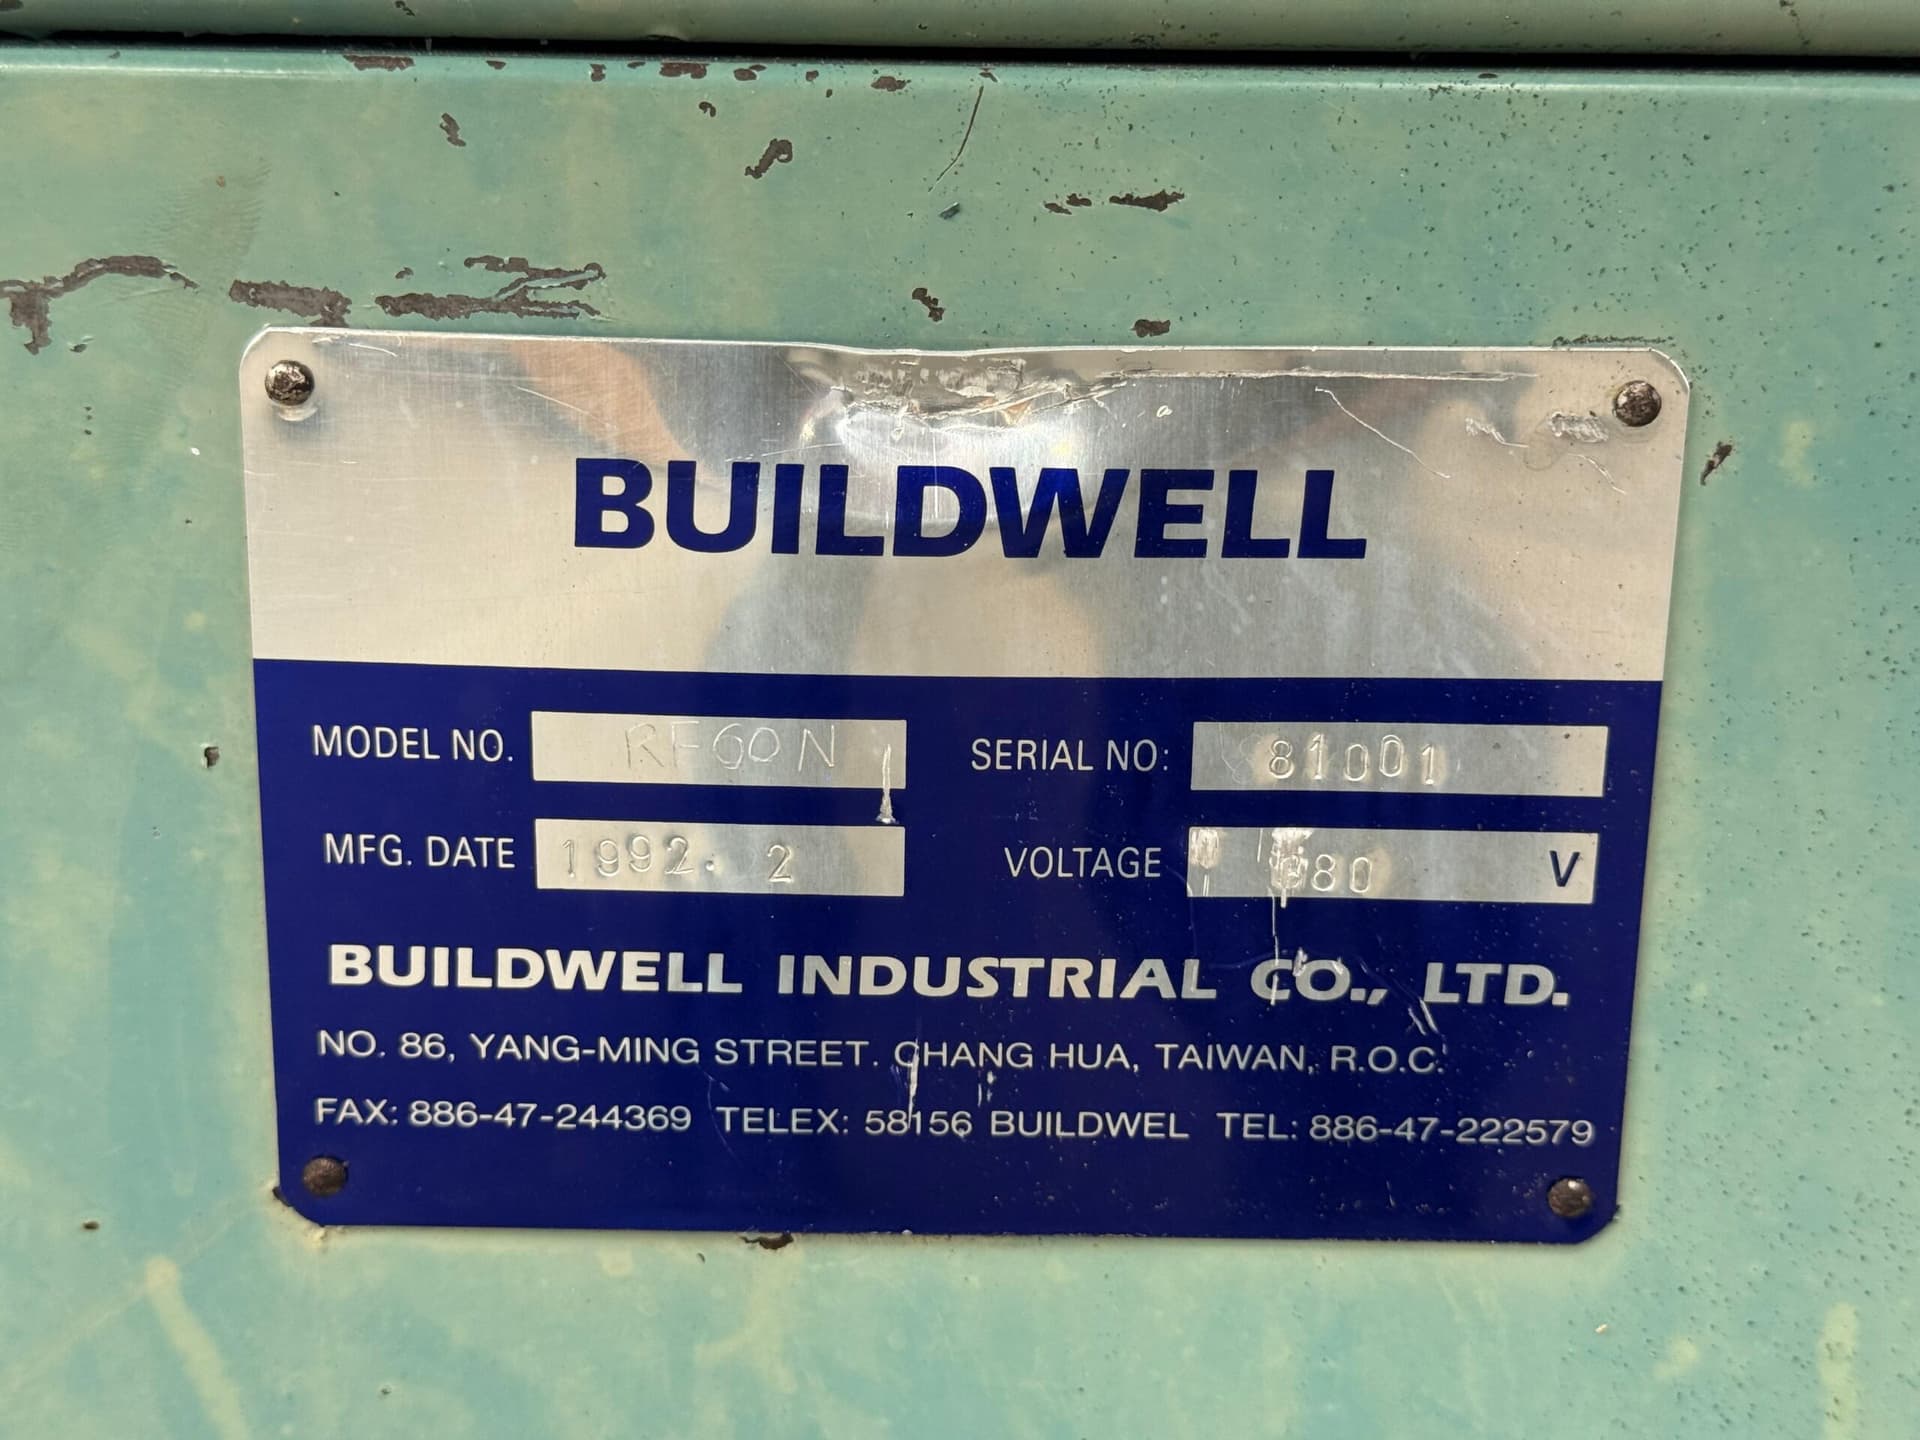 BUILDWELL
MODEL NO. RF60N SERIAL NO: 81001
MFG. DATE 1992. 2 VOLTAGE V
BUILDWELL INDUSTRIAL CO., LTD.
NO. 86, YANG-MING STREET. CHANG HUA, TAIWAN, R.O.C.
FAX: 886-47-244369 TELEX: 58156 BUILDWEL TEL: 886-47-222579